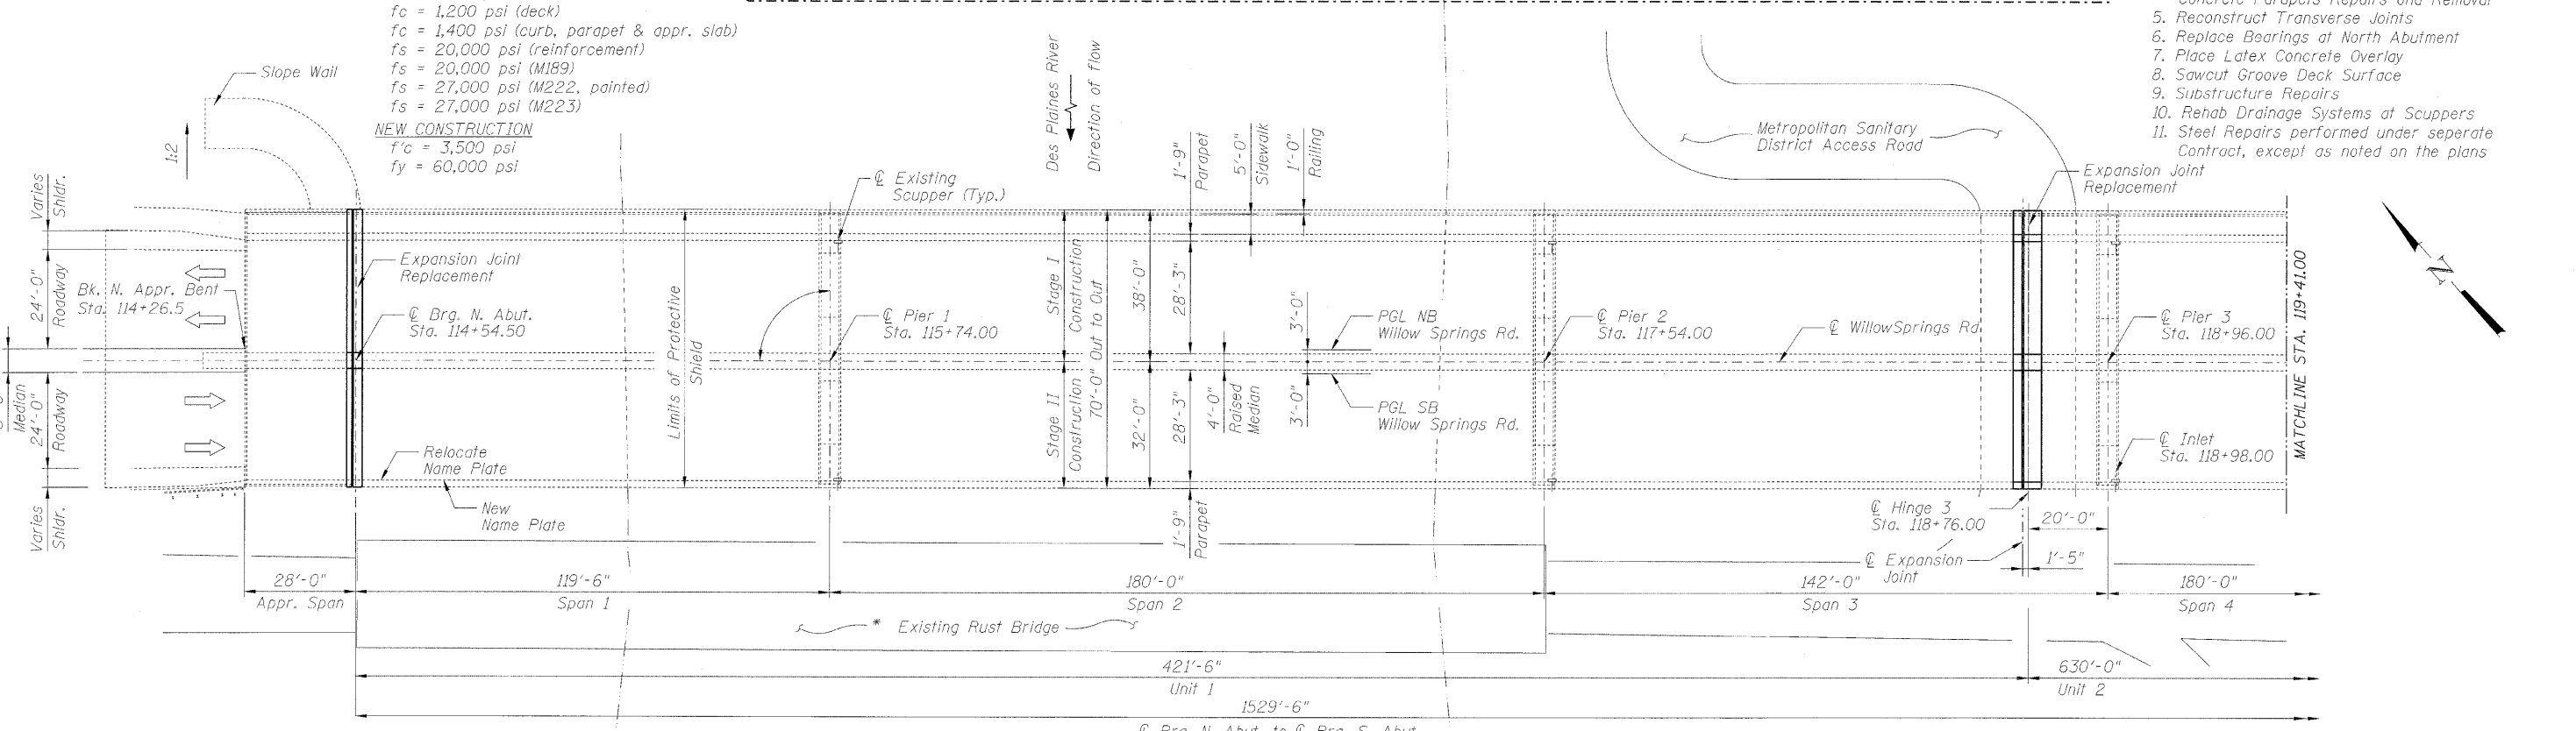 fc = 1,200 psi (deck)
fc = 1,400 psi (curb, parapet & appr. slab)
fs = 20,000 psi (reinforcement)
fs = 20,000 psi (M189)
fs = 27,000 psi (M222, painted)
fs = 27,000 psi (M223)
NEW CONSTRUCTION
f'c = 3,500 psi
fy = 60,000 psi
Concrete Parapets Repairs and Removal
5. Reconstruct Transverse Joints
6. Replace Bearings at North Abutment
7. Place Latex Concrete Overlay
8. Sawcut Groove Deck Surface
9. Substructure Repairs
10. Rehab Drainage Systems at Scuppers
11. Steel Repairs performed under seperate
Contract, except as noted on the plans
Slope Wall
1:2
Des Plaines River
Direction of flow
Metropolitan Sanitary
District Access Road
Expansion Joint
Replacement
N
℄ Existing
Scupper (Typ.)
1'-9"
Parapet
5'-0"
Sidewalk
1'-0"
Railing
Varies
Shldr.
24'-0"
Roadway
Median
24'-0"
Roadway
Varies
Shldr.
Bk. N. Appr. Bent
Sta. 114+26.5
Expansion Joint
Replacement
℄ Brg. N. Abut.
Sta. 114+54.50
Relocate
Name Plate
New
Name Plate
Limits of Protective
Shield
℄ Pier 1
Sta. 115+74.00
Stage I
Construction
Stage II
Construction
70'-0" Out to Out
38'-0"
32'-0"
28'-3"
28'-3"
1'-9"
Parapet
4'-0"
Raised
Median
3'-0"
3'-0"
PGL NB
Willow Springs Rd.
PGL SB
Willow Springs Rd.
℄ Pier 2
Sta. 117+54.00
℄ WillowSprings Rd.
℄ Pier 3
Sta. 118+96.00
℄ Inlet
Sta. 118+98.00
MATCHLINE STA. 119+41.00
℄ Hinge 3
Sta. 118+76.00
20'-0"
℄ Expansion
Joint
1'-5"
28'-0"
Appr. Span
119'-6"
Span 1
180'-0"
Span 2
142'-0"
Span 3
180'-0"
Span 4
* Existing Rust Bridge
421'-6"
Unit 1
630'-0"
Unit 2
1529'-6"
℄ Brg. N. Abut. to ℄ Brg. S. Abut.